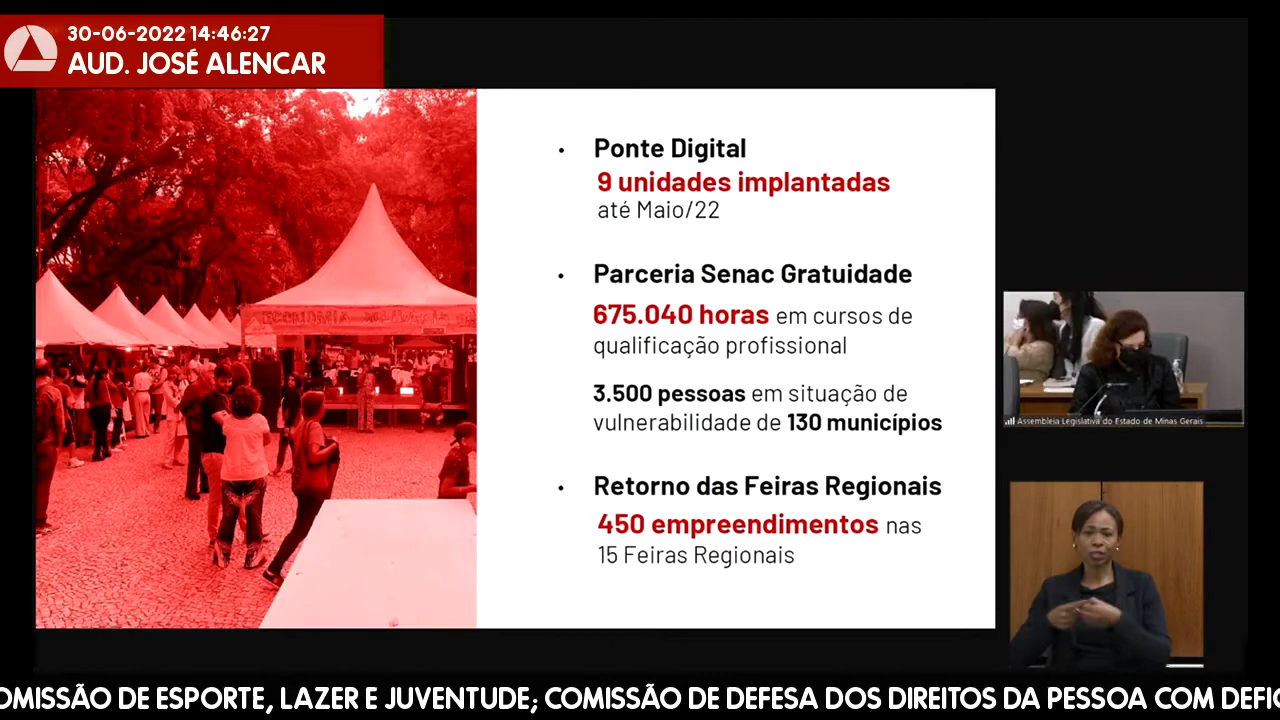 30-06-2022 14:46:27
AUD. JOSÉ ALENCAR
• Ponte Digital
9 unidades implantadas
até Maio/22
• Parceria Senac Gratuidade
675.040 horas em cursos de
qualificação profissional
3.500 pessoas em situação de
vulnerabilidade de 130 municípios
• Retorno das Feiras Regionais
450 empreendimentos nas
15 Feiras Regionais
Assembleia Legislativa do Estado de Minas Gerais
OMISSÃO DE ESPORTE, LAZER E JUVENTUDE; COMISSÃO DE DEFESA DOS DIREITOS DA PESSOA COM DEFIC